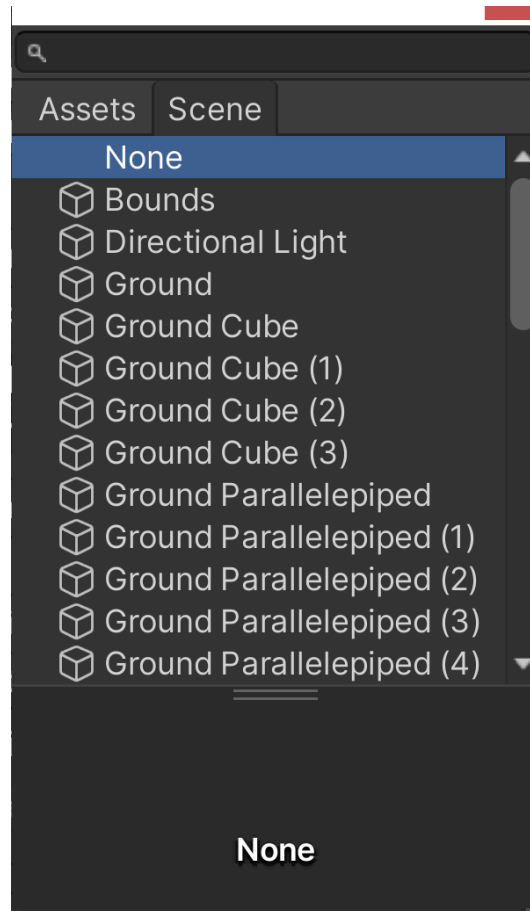 Assets Scene
None
Bounds
Directional Light
Ground
Ground Cube
Ground Cube (1)
Ground Cube (2)
Ground Cube (3)
Ground Parallelepiped
Ground Parallelepiped (1)
Ground Parallelepiped (2)
Ground Parallelepiped (3)
Ground Parallelepiped (4)
None